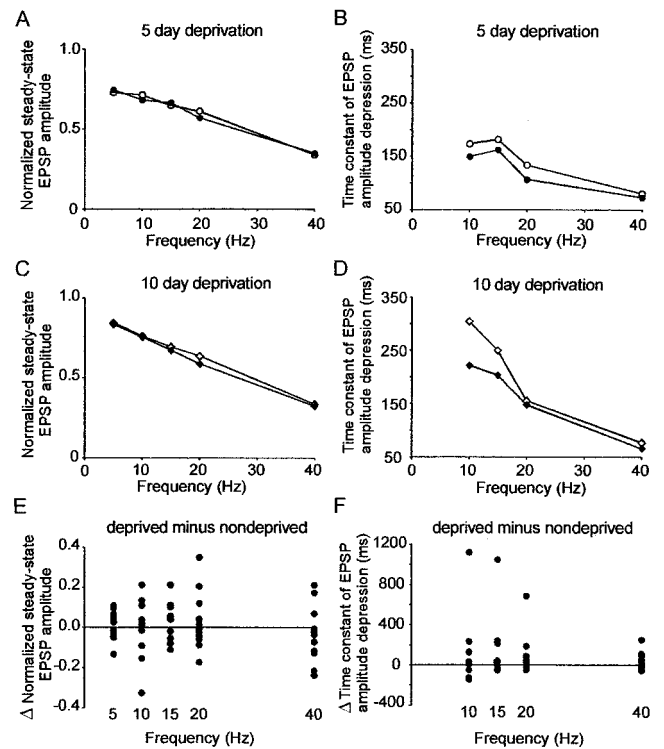 A
5 day deprivation
Normalized steady-state
EPSP amplitude
1.0
0.5
0
0 10 20 30 40
Frequency (Hz)
B
5 day deprivation
Time constant of EPSP
amplitude depression (ms)
350
250
150
50
0 10 20 30 40
Frequency (Hz)
C
10 day deprivation
Normalized steady-state
EPSP amplitude
1.0
0.5
0
0 10 20 30 40
Frequency (Hz)
D
10 day deprivation
Time constant of EPSP
amplitude depression (ms)
350
250
150
50
0 10 20 30 40
Frequency (Hz)
E
deprived minus nondeprived
Δ Normalized steady-state
EPSP amplitude
0.4
0.2
0.0
-0.2
-0.4
5 10 15 20 40
Frequency (Hz)
F
deprived minus nondeprived
Δ Time constant of EPSP
amplitude depression (ms)
1200
800
400
0
-400
10 15 20 40
Frequency (Hz)